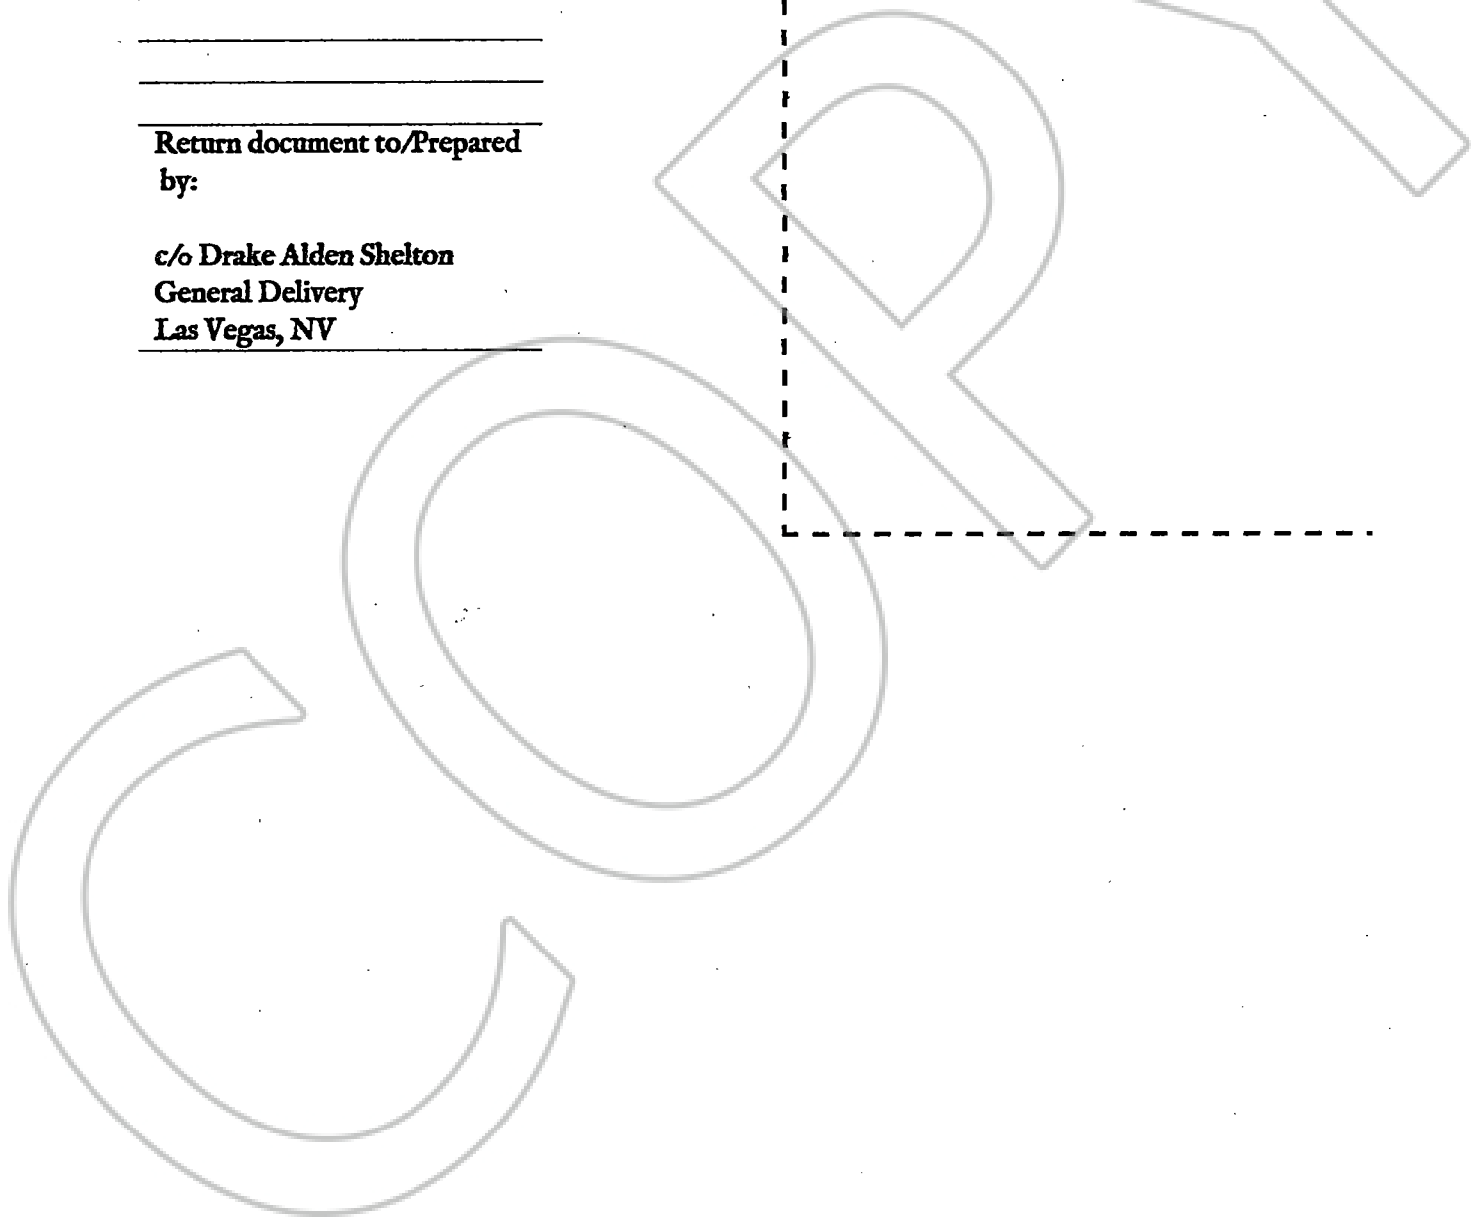 Return document to/Prepared
by:
c/o Drake Alden Shelton
General Delivery
Las Vegas, NV
COPY